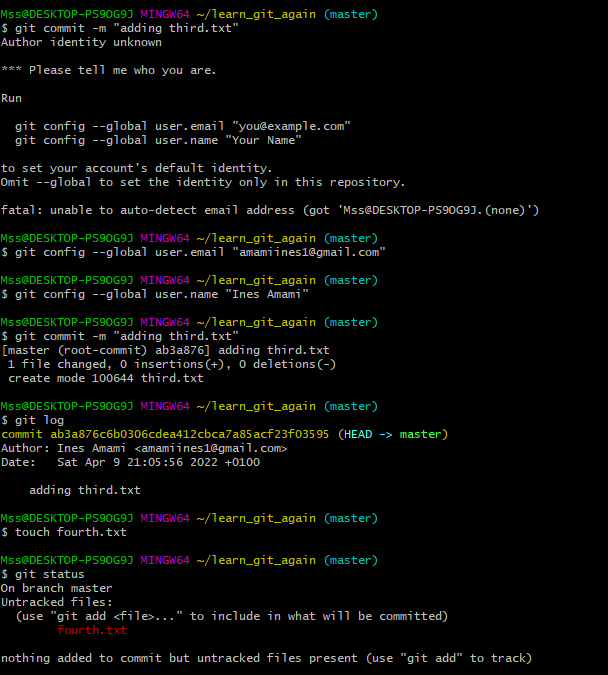 Mss@DESKTOP-PS9OG9J MINGW64 ~/learn_git_again (master)
$ git commit -m "adding third.txt"
Author identity unknown
*** Please tell me who you are.
Run
  git config --global user.email "you@example.com"
  git config --global user.name "Your Name"
to set your account's default identity.
Omit --global to set the identity only in this repository.
fatal: unable to auto-detect email address (got 'Mss@DESKTOP-PS9OG9J.(none)')
Mss@DESKTOP-PS9OG9J MINGW64 ~/learn_git_again (master)
$ git config --global user.email "amamiines1@gmail.com"
Mss@DESKTOP-PS9OG9J MINGW64 ~/learn_git_again (master)
$ git config --global user.name "Ines Amami"
Mss@DESKTOP-PS9OG9J MINGW64 ~/learn_git_again (master)
$ git commit -m "adding third.txt"
[master (root-commit) ab3a876] adding third.txt
 1 file changed, 0 insertions(+), 0 deletions(-)
 create mode 100644 third.txt
Mss@DESKTOP-PS9OG9J MINGW64 ~/learn_git_again (master)
$ git log
commit ab3a876c6b0306cdea412cbca7a85acf23f03595 (HEAD -> master)
Author: Ines Amami <amamiines1@gmail.com>
Date:   Sat Apr 9 21:05:56 2022 +0100
    adding third.txt
Mss@DESKTOP-PS9OG9J MINGW64 ~/learn_git_again (master)
$ touch fourth.txt
Mss@DESKTOP-PS9OG9J MINGW64 ~/learn_git_again (master)
$ git status
On branch master
Untracked files:
  (use "git add <file>..." to include in what will be committed)
        fourth.txt
nothing added to commit but untracked files present (use "git add" to track)